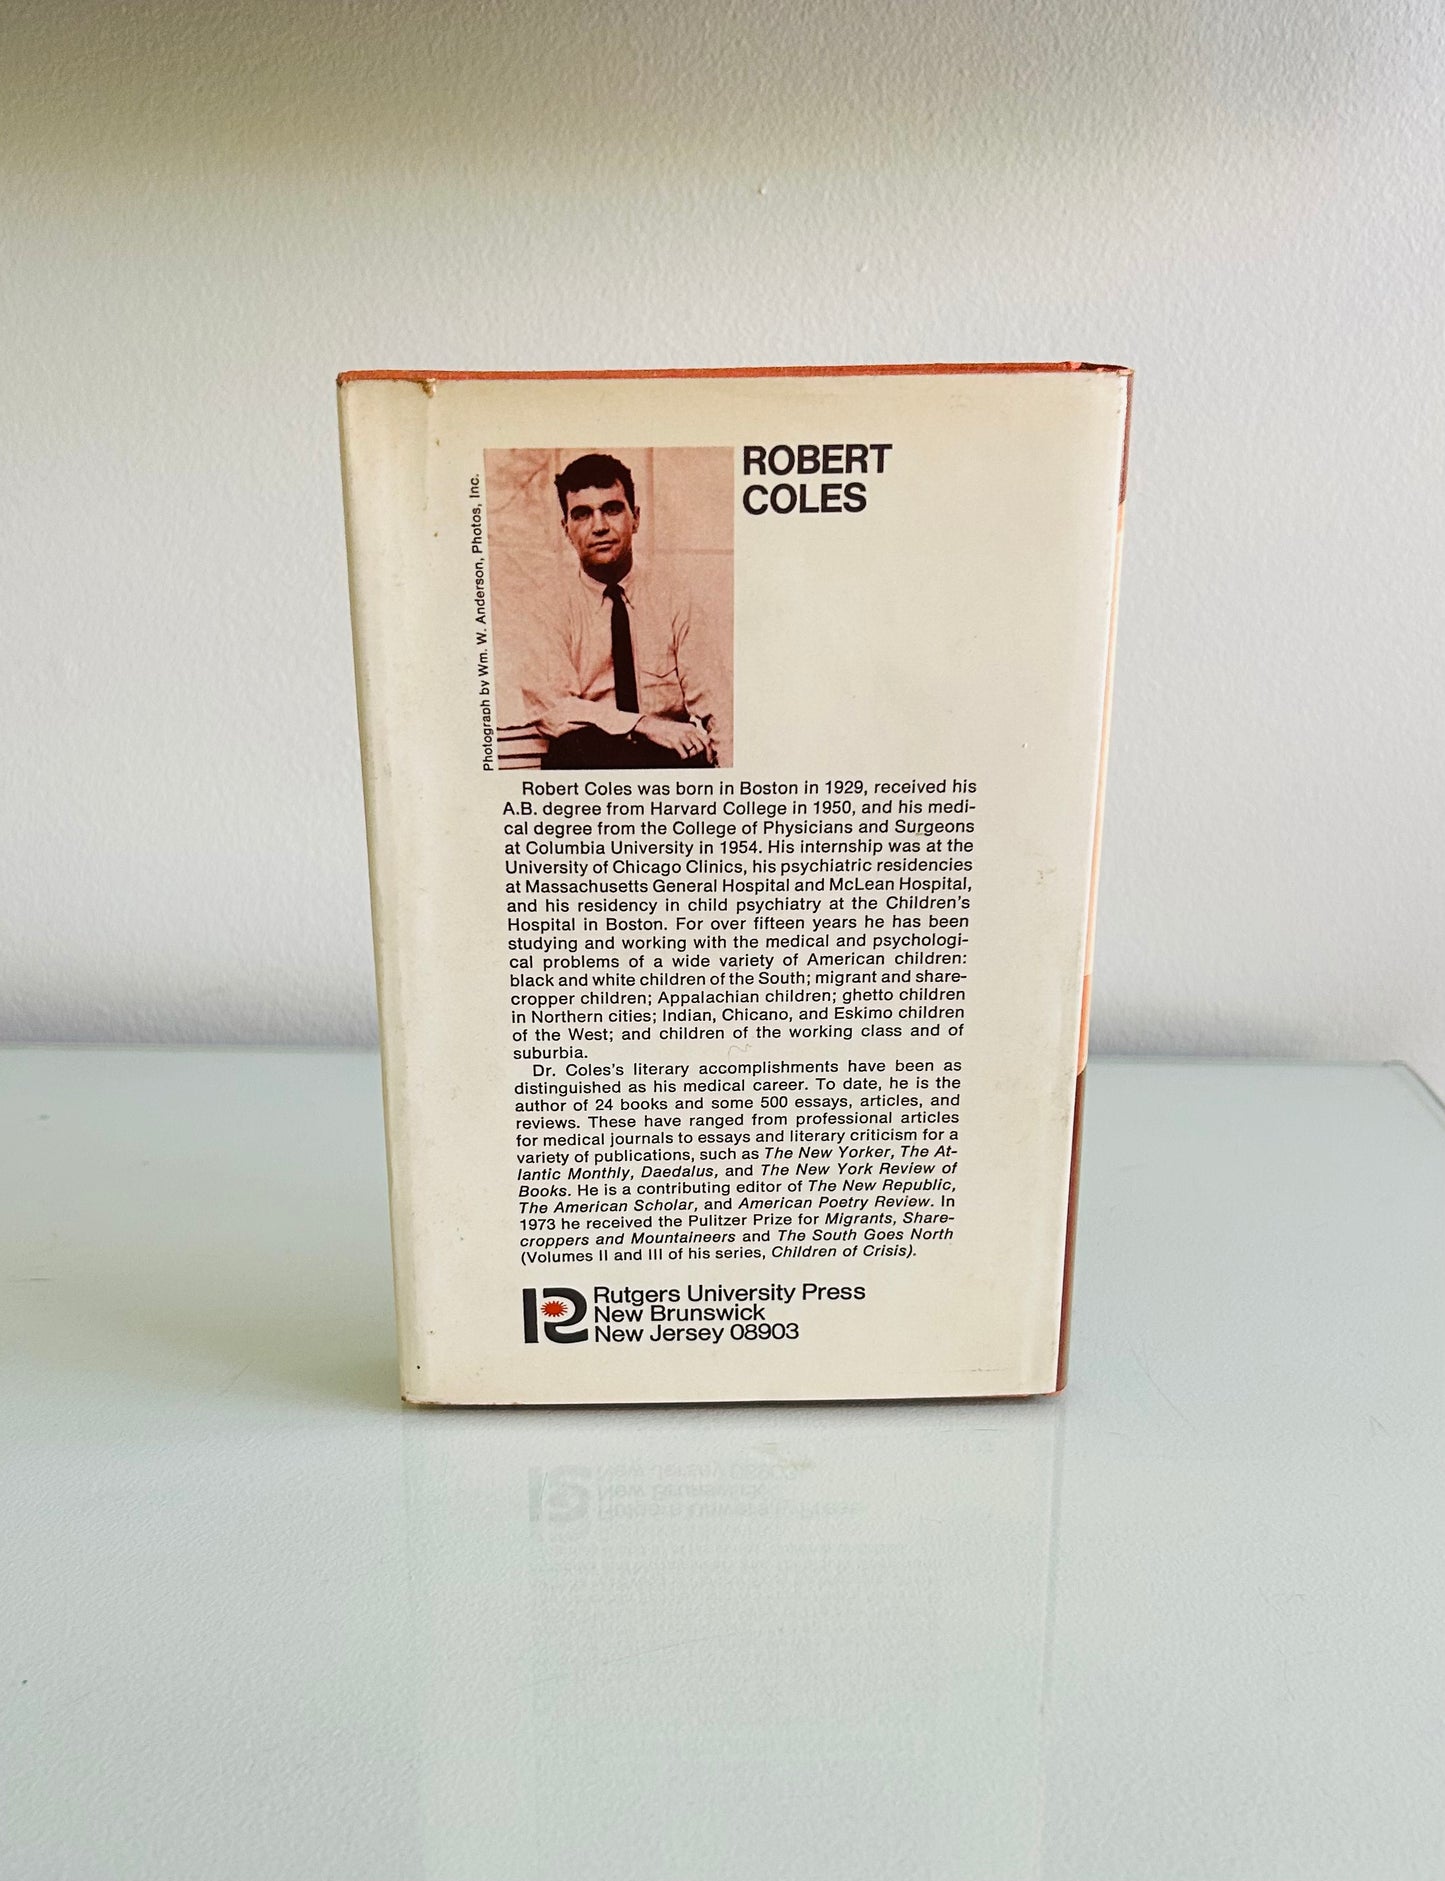 ROBERT
COLES
Photograph by Wm. W. Anderson, Photos, Inc.
Robert Coles was born in Boston in 1929, received his
A.B. degree from Harvard College in 1950, and his medi-
cal degree from the College of Physicians and Surgeons
at Columbia University in 1954. His internship was at the
University of Chicago Clinics, his psychiatric residencies
at Massachusetts General Hospital and McLean Hospital,
and his residency in child psychiatry at the Children's
Hospital in Boston. For over fifteen years he has been
studying and working with the medical and psychologi-
cal problems of a wide variety of American children:
black and white children of the South; migrant and share-
cropper children; Appalachian children; ghetto children
in Northern cities; Indian, Chicano, and Eskimo children
of the West; and children of the working class and of
suburbia.
Dr. Coles's literary accomplishments have been as
distinguished as his medical career. To date, he is the
author of 24 books and some 500 essays, articles, and
reviews. These have ranged from professional articles
for medical journals to essays and literary criticism for a
variety of publications, such as The New Yorker, The At-
lantic Monthly, Daedalus, and The New York Review of
Books. He is a contributing editor of The New Republic,
The American Scholar, and American Poetry Review. In
1973 he received the Pulitzer Prize for Migrants, Share-
croppers and Mountaineers and The South Goes North
(Volumes II and III of his series, Children of Crisis).
Rutgers University Press
New Brunswick
New Jersey 08903